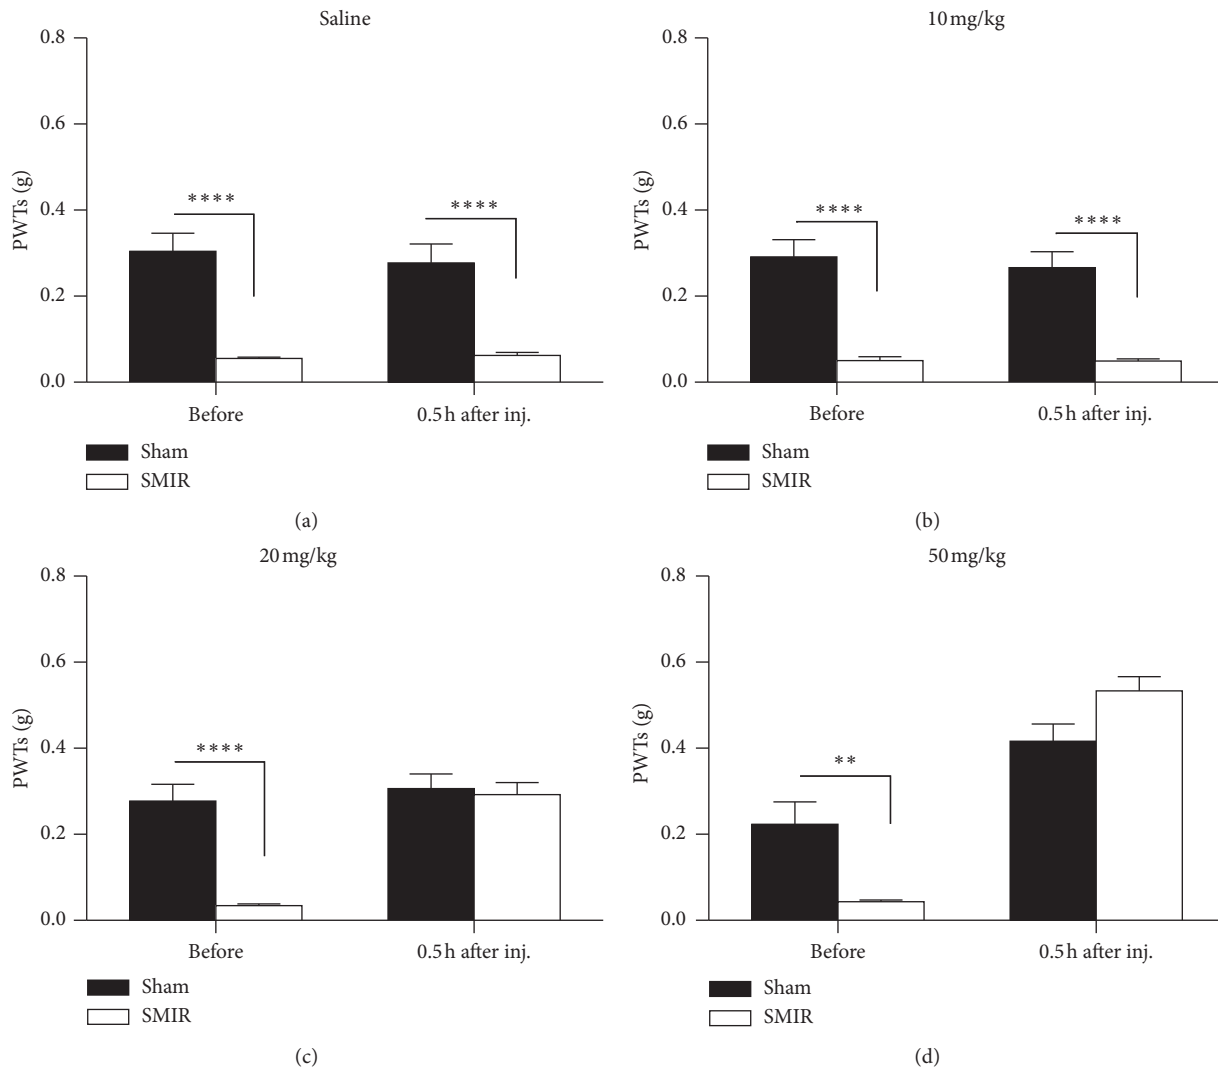 Saline
0.8
0.6
0.4
0.2
0.0
PWTs (g)
****
****
Before
0.5 h after inj.
Sham
SMIR
(a)
10 mg/kg
0.8
0.6
0.4
0.2
0.0
PWTs (g)
****
****
Before
0.5 h after inj.
Sham
SMIR
(b)
20 mg/kg
0.8
0.6
0.4
0.2
0.0
PWTs (g)
****
Before
0.5 h after inj.
Sham
SMIR
(c)
50 mg/kg
0.8
0.6
0.4
0.2
0.0
PWTs (g)
**
Before
0.5 h after inj.
Sham
SMIR
(d)